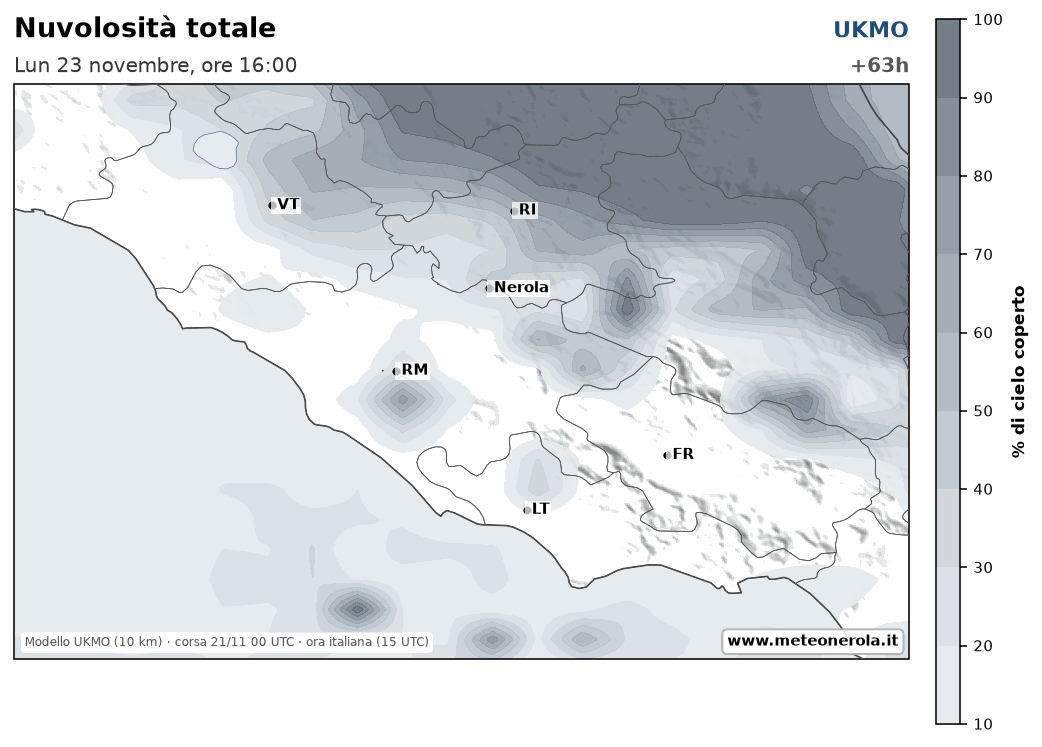 Nuvolosità totale
UKMO
Lun 23 novembre, ore 16:00
+63h
VT
RI
Nerola
RM
FR
LT
Modello UKMO (10 km) · corsa 21/11 00 UTC · ora italiana (15 UTC)
www.meteonerola.it
100
90
80
70
60
50
40
30
20
10
% di cielo coperto